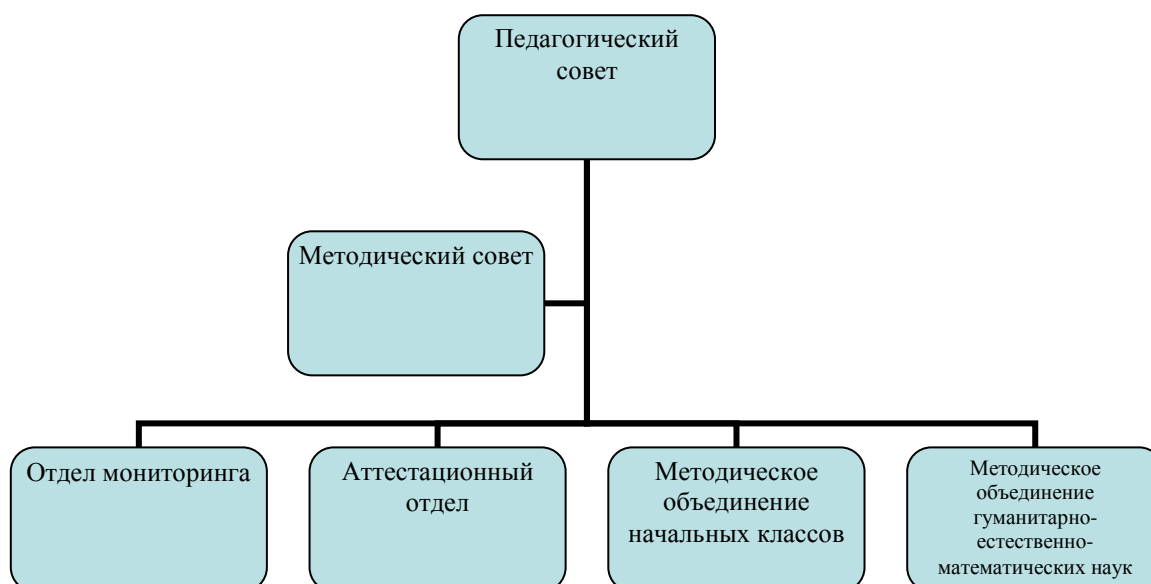 Педагогический
совет
Методический совет
Отдел мониторинга
Аттестационный
отдел
Методическое
объединение
начальных классов
Методическое
объединение
гуманитарно-
естественно-
математических наук